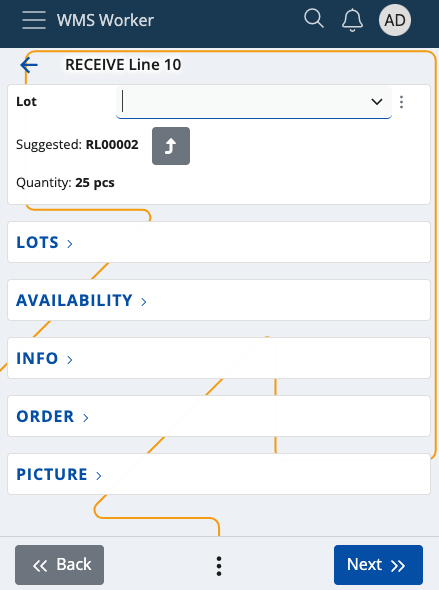 WMS Worker
AD
RECEIVE Line 10
Lot
Suggested: RL00002
Quantity: 25 pcs
LOTS
AVAILABILITY
INFO
ORDER
PICTURE
Back
Next